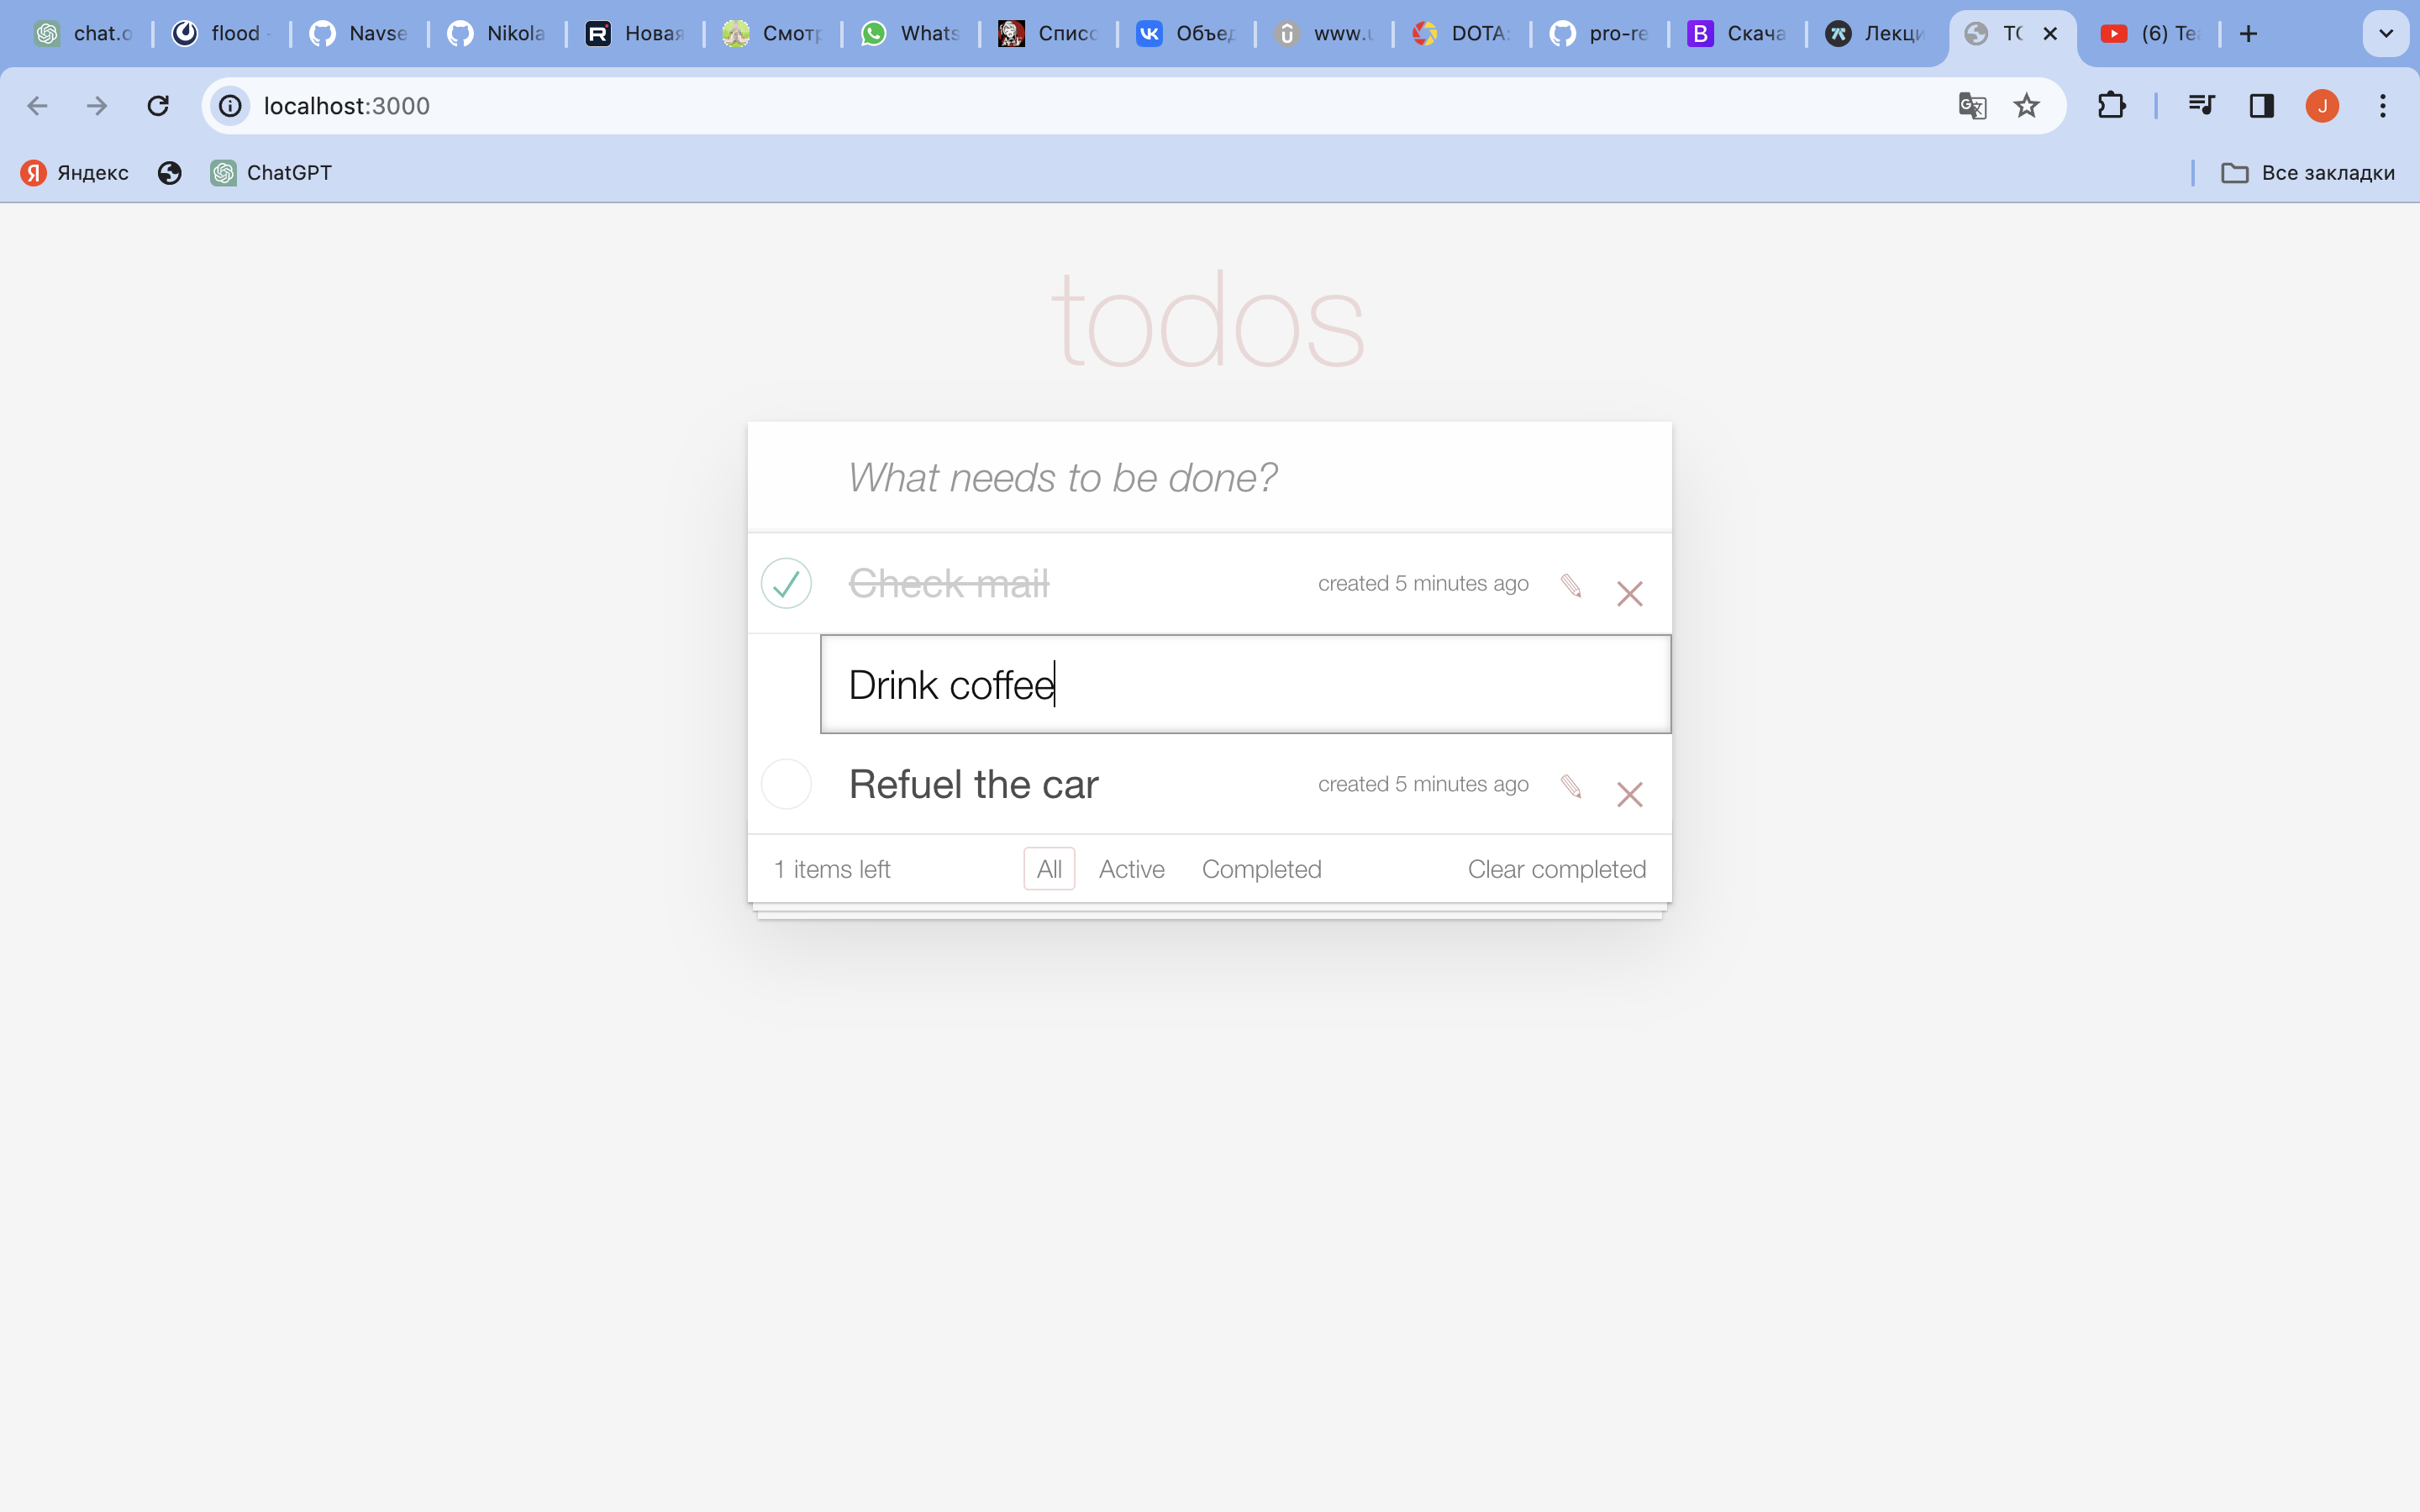 chat.o flood - Navse Nikola Новая Смотр Whats Списо Объед www.u DOTA: pro-re B Скача Лекци TO (6) Te
localhost:3000 J
Я Яндекс ChatGPT Все закладки
todos
What needs to be done?
Check mail created 5 minutes ago
Drink coffee
Refuel the car created 5 minutes ago
1 items left All Active Completed Clear completed